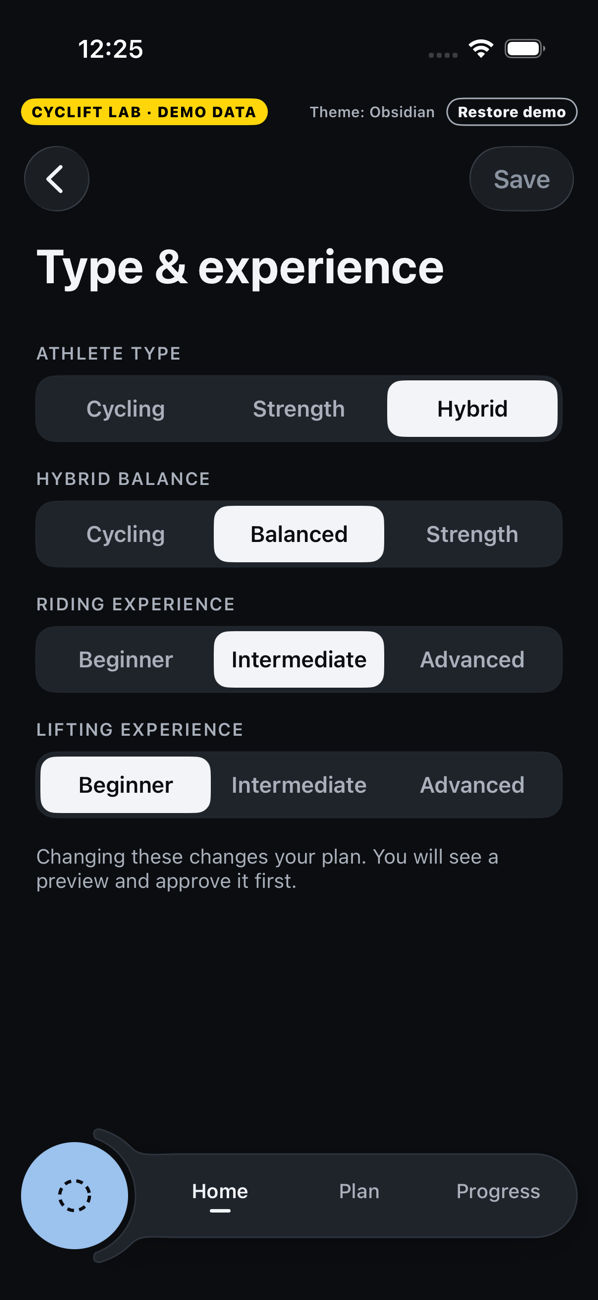 12:25
CYCLIFT LAB · DEMO DATA
Theme: Obsidian
Restore demo
Save
Type & experience
ATHLETE TYPE
Cycling Strength Hybrid
HYBRID BALANCE
Cycling Balanced Strength
RIDING EXPERIENCE
Beginner Intermediate Advanced
LIFTING EXPERIENCE
Beginner Intermediate Advanced
Changing these changes your plan. You will see a
preview and approve it first.
Home Plan Progress